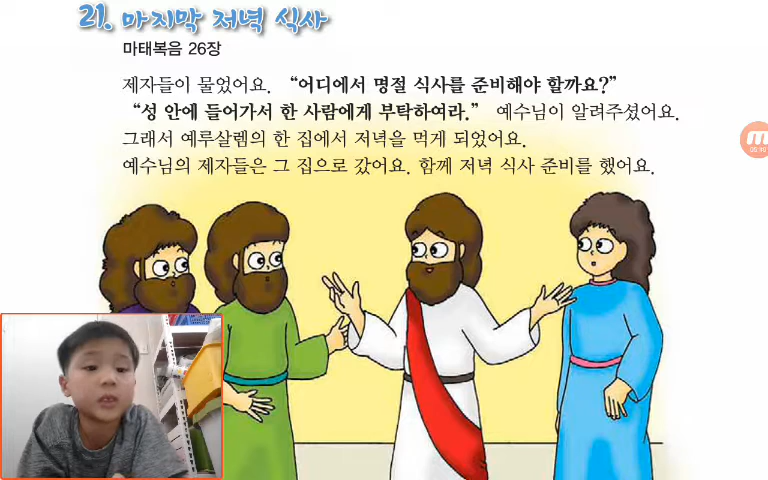 21. 마지막 저녁 식사
마태복음 26장
제자들이 물었어요. “어디에서 명절 식사를 준비해야 할까요?”
“성 안에 들어가서 한 사람에게 부탁하여라.” 예수님이 알려주셨어요.
그래서 예루살렘의 한 집에서 저녁을 먹게 되었어요.
예수님의 제자들은 그 집으로 갔어요. 함께 저녁 식사 준비를 했어요.